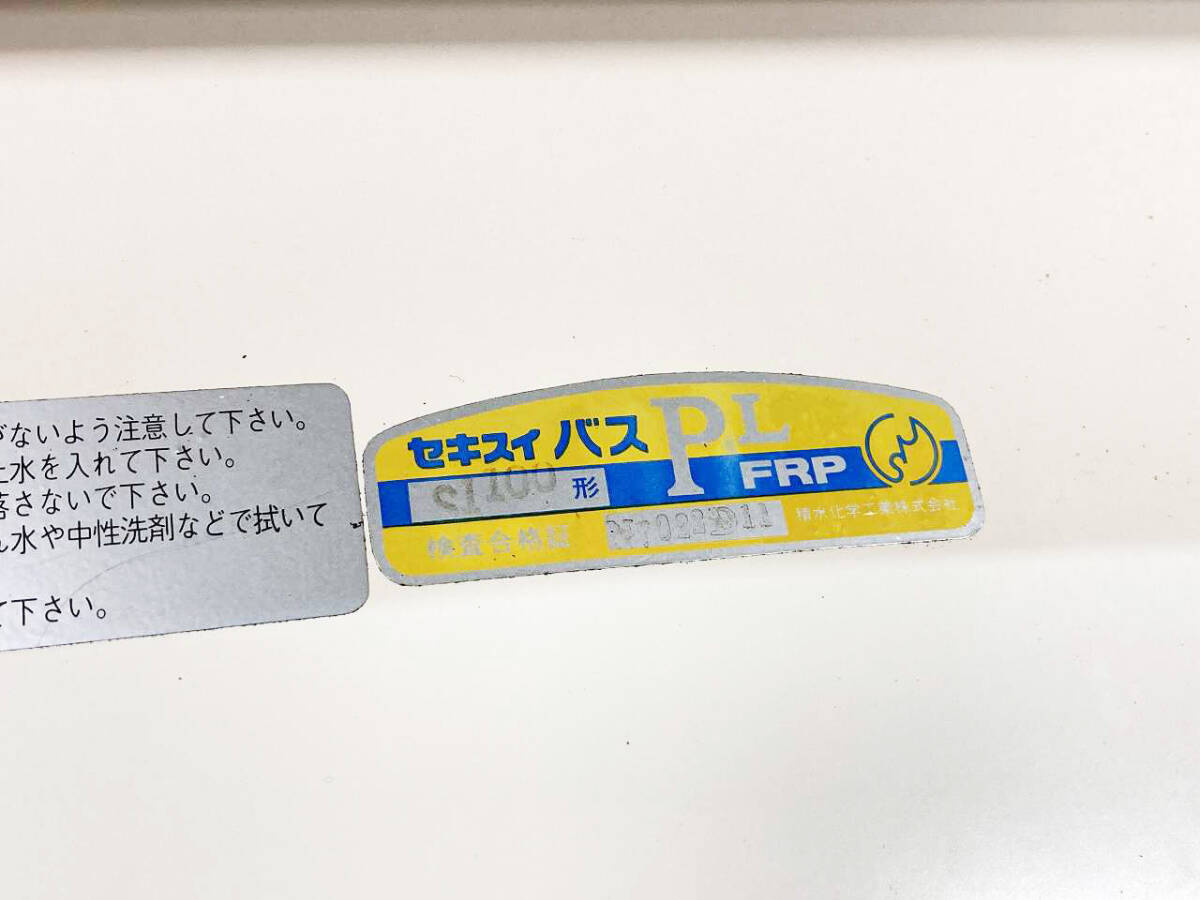 がないよう注意して下さい。
水を入れて下さい。
落さないで下さい。
水や中性洗剤などで拭いて
て下さい。
セキスイ バス PL
S1100 形 FRP
検査合格証 積水化学工業株式会社